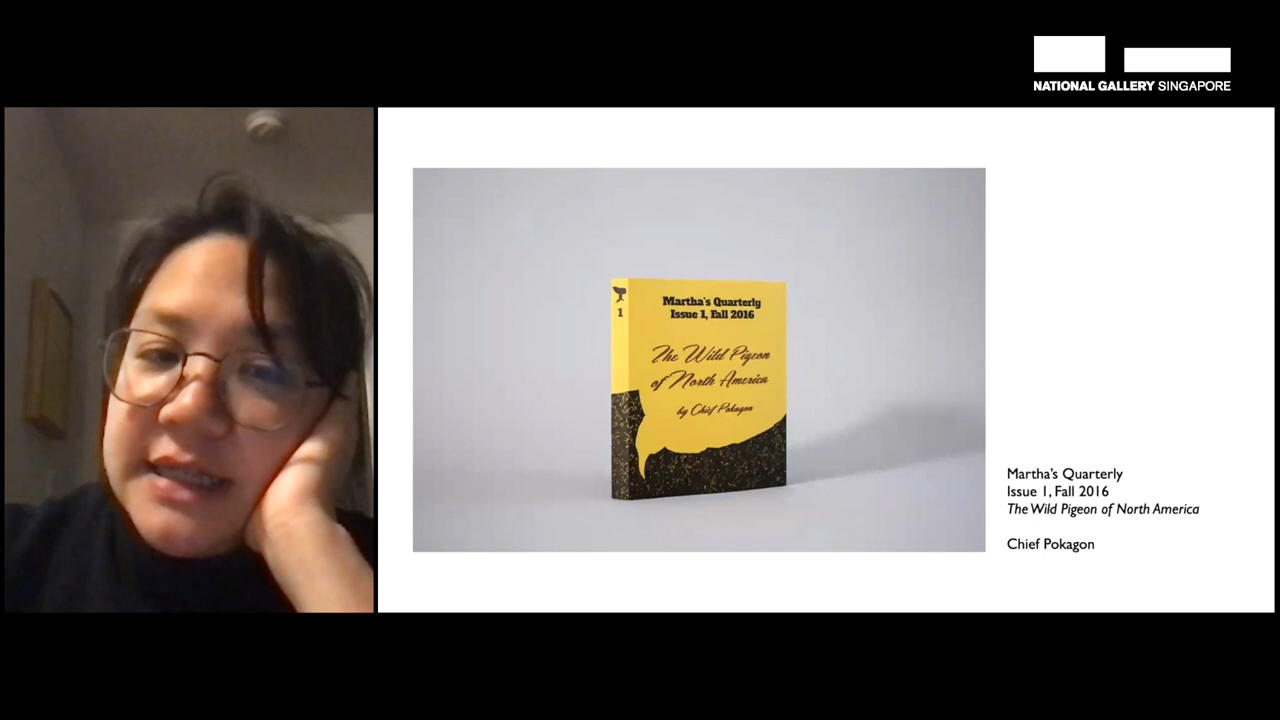 NATIONAL GALLERY SINGAPORE
1
Martha's Quarterly
Issue 1, Fall 2016
The Wild Pigeon
of North America
by Chief Pokagon
Martha's Quarterly
Issue 1, Fall 2016
The Wild Pigeon of North America
Chief Pokagon